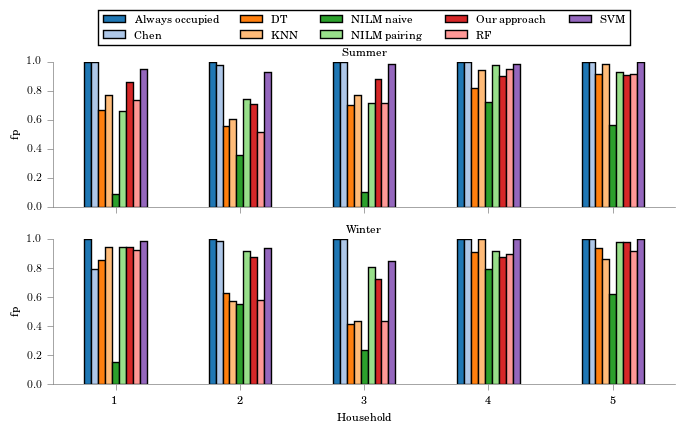 Always occupied DT NILM naive Our approach SVM
Chen KNN NILM pairing RF
Summer
1.0
0.8
0.6
0.4
0.2
0.0
fp
Winter
1.0
0.8
0.6
0.4
0.2
0.0
fp
1 2 3 4 5
Household